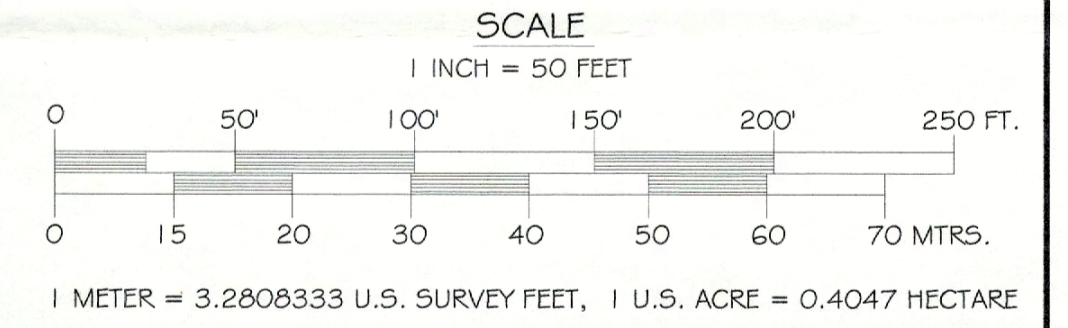 SCALE
1 INCH = 50 FEET
0 50' 100' 150' 200' 250 FT.
0 15 20 30 40 50 60 70 MTRS.
1 METER = 3.2808333 U.S. SURVEY FEET, 1 U.S. ACRE = 0.4047 HECTARE